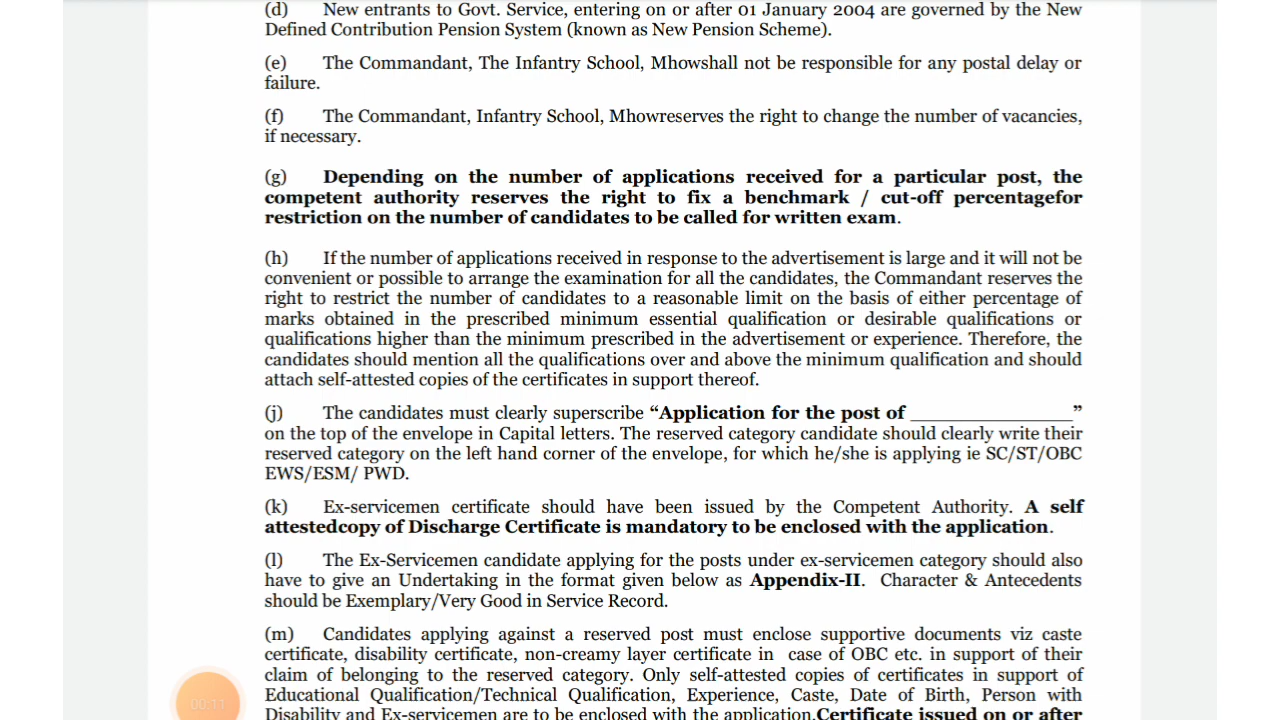 (d) New entrants to Govt. Service, entering on or after 01 January 2004 are governed by the New
Defined Contribution Pension System (known as New Pension Scheme).
(e) The Commandant, The Infantry School, Mhowshall not be responsible for any postal delay or
failure.
(f) The Commandant, Infantry School, Mhowreserves the right to change the number of vacancies,
if necessary.
(g) Depending on the number of applications received for a particular post, the
competent authority reserves the right to fix a benchmark / cut-off percentagefor
restriction on the number of candidates to be called for written exam.
(h) If the number of applications received in response to the advertisement is large and it will not be
convenient or possible to arrange the examination for all the candidates, the Commandant reserves the
right to restrict the number of candidates to a reasonable limit on the basis of either percentage of
marks obtained in the prescribed minimum essential qualification or desirable qualifications or
qualifications higher than the minimum prescribed in the advertisement or experience. Therefore, the
candidates should mention all the qualifications over and above the minimum qualification and should
attach self-attested copies of the certificates in support thereof.
(j) The candidates must clearly superscribe “Application for the post of _________________”
on the top of the envelope in Capital letters. The reserved category candidate should clearly write their
reserved category on the left hand corner of the envelope, for which he/she is applying ie SC/ST/OBC
EWS/ESM/ PWD.
(k) Ex-servicemen certificate should have been issued by the Competent Authority. A self
attestedcopy of Discharge Certificate is mandatory to be enclosed with the application.
(l) The Ex-Servicemen candidate applying for the posts under ex-servicemen category should also
have to give an Undertaking in the format given below as Appendix-II. Character & Antecedents
should be Exemplary/Very Good in Service Record.
(m) Candidates applying against a reserved post must enclose supportive documents viz caste
certificate, disability certificate, non-creamy layer certificate in case of OBC etc. in support of their
claim of belonging to the reserved category. Only self-attested copies of certificates in support of
Educational Qualification/Technical Qualification, Experience, Caste, Date of Birth, Person with
Disability and Ex-servicemen are to be enclosed with the application.Certificate issued on or after
00:11